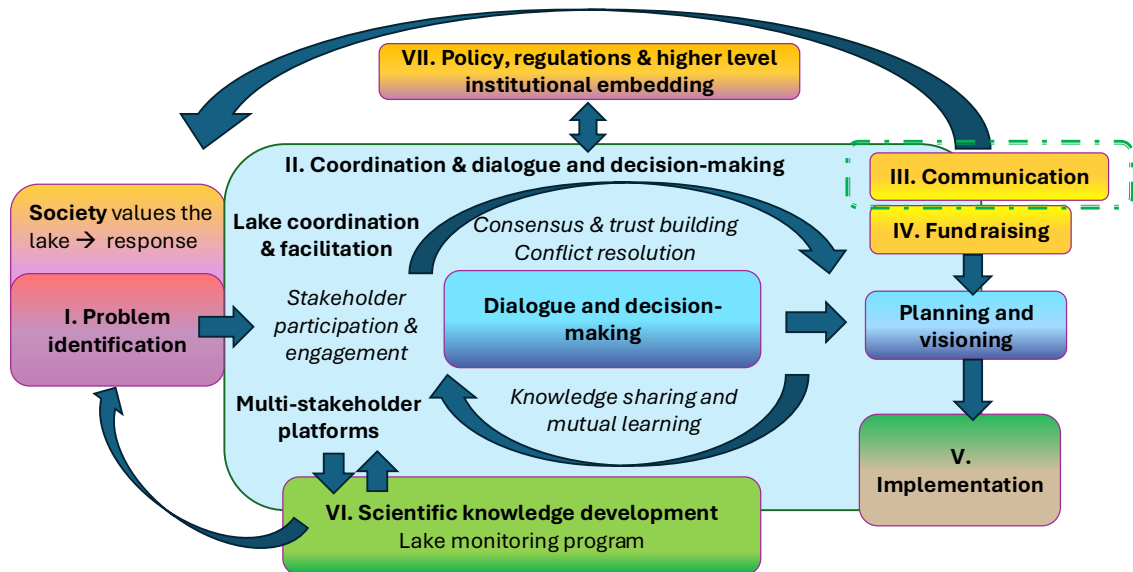 VII. Policy, regulations & higher level
institutional embedding
II. Coordination & dialogue and decision-making
III. Communication
IV. Fund raising
Society values the
lake → response
I. Problem
identification
Lake coordination
& facilitation
Consensus & trust building
Conflict resolution
Stakeholder
participation &
engagement
Dialogue and decision-
making
Planning and
visioning
Multi-stakeholder
platforms
Knowledge sharing and
mutual learning
V.
Implementation
VI. Scientific knowledge development
Lake monitoring program